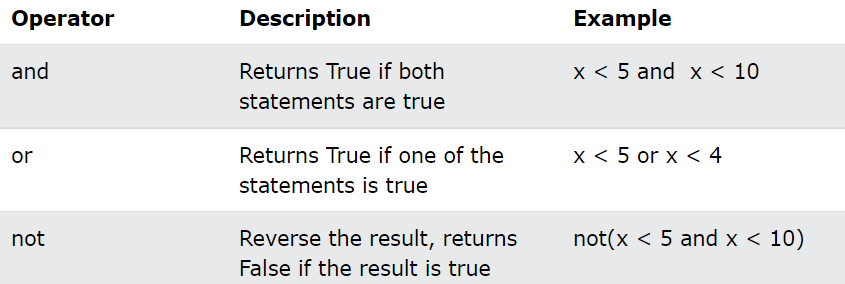 Operator Description Example
and Returns True if both x < 5 and  x < 10
statements are true
or Returns True if one of the x < 5 or x < 4
statements is true
not Reverse the result, returns not(x < 5 and x < 10)
False if the result is true